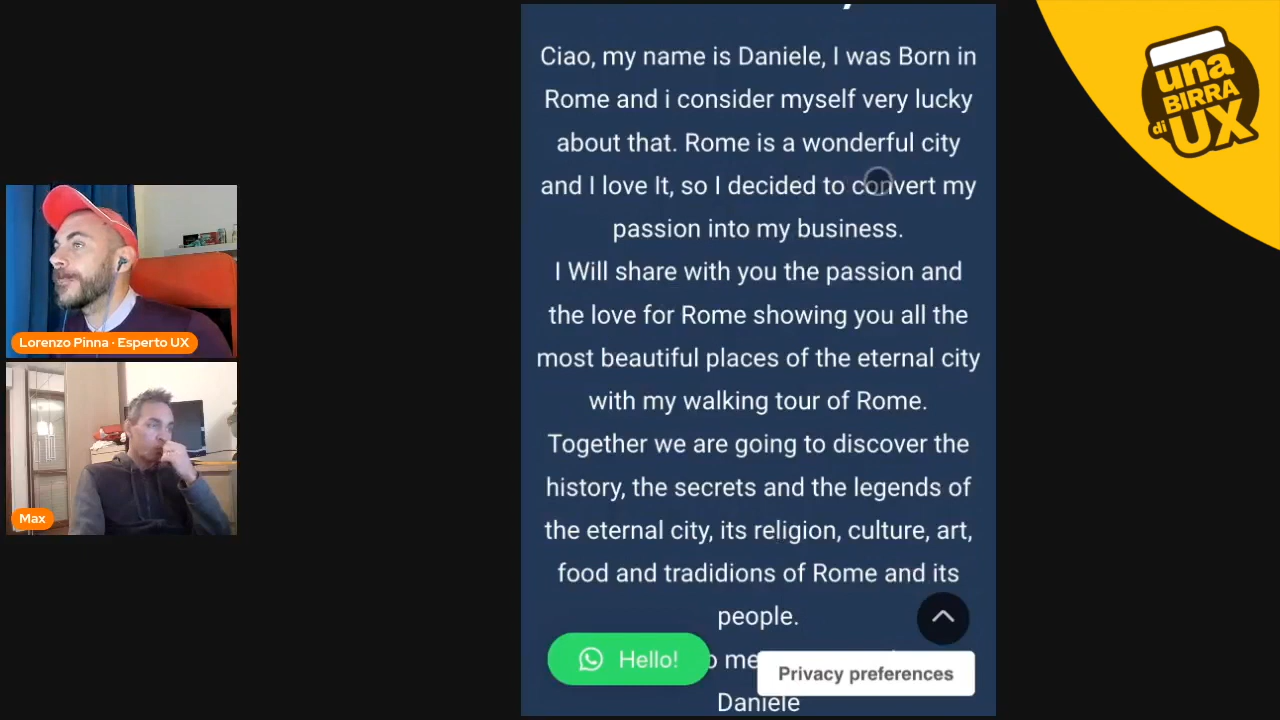 Ciao, my name is Daniele, I was Born in
Rome and i consider myself very lucky
about that. Rome is a wonderful city
and I love It, so I decided to convert my
passion into my business.
I Will share with you the passion and
the love for Rome showing you all the
most beautiful places of the eternal city
with my walking tour of Rome.
Together we are going to discover the
history, the secrets and the legends of
the eternal city, its religion, culture, art,
food and tradidions of Rome and its
people.
me
Daniele
Hello!
Privacy preferences
Lorenzo Pinna · Esperto UX
Max
una
BIRRA
di UX